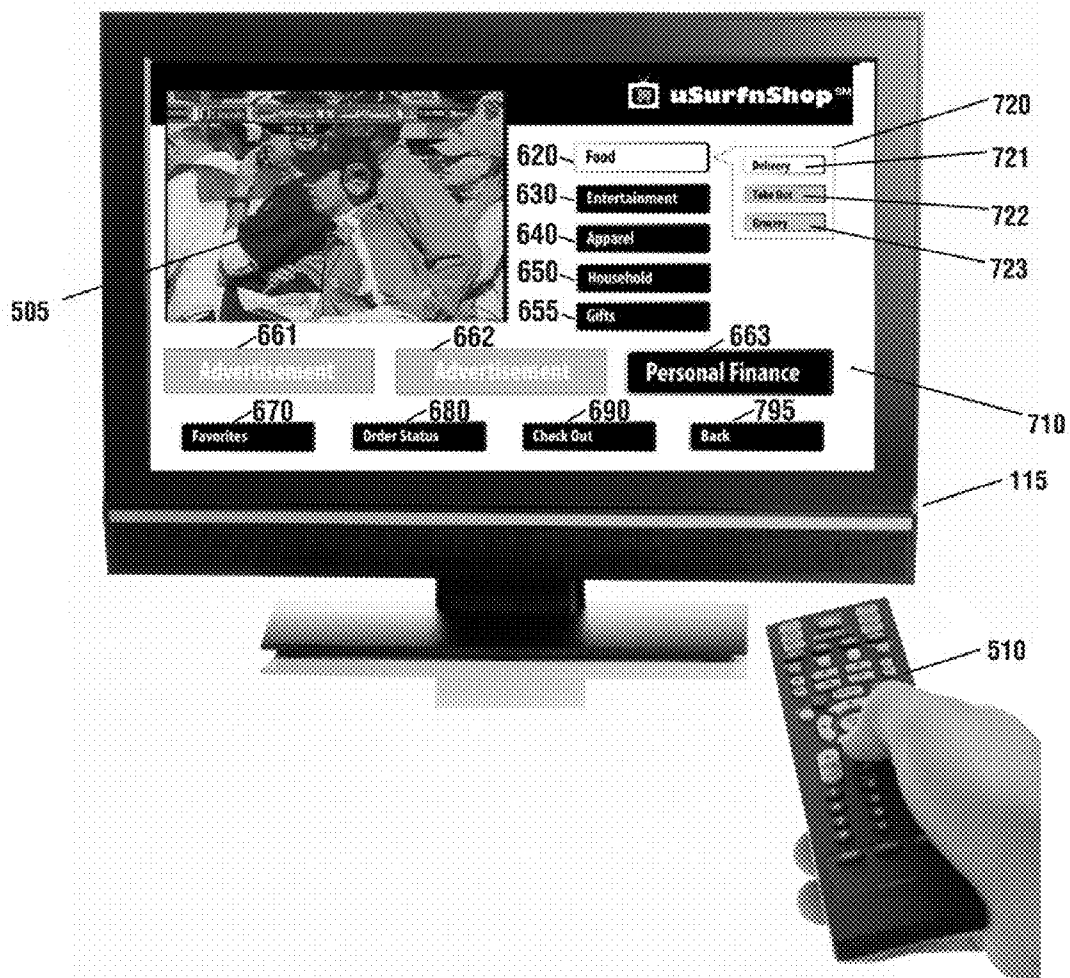 uSurfnShop℠
720
620 Food
Delivery
721
630 Entertainment
Take Out
722
640 Apparel
Grocery
723
650 Household
505
655 Gifts
661
662
663
Advertisement
Advertisement
Personal Finance
710
670
680
690
795
Favorites
Order Status
Check Out
Back
115
510